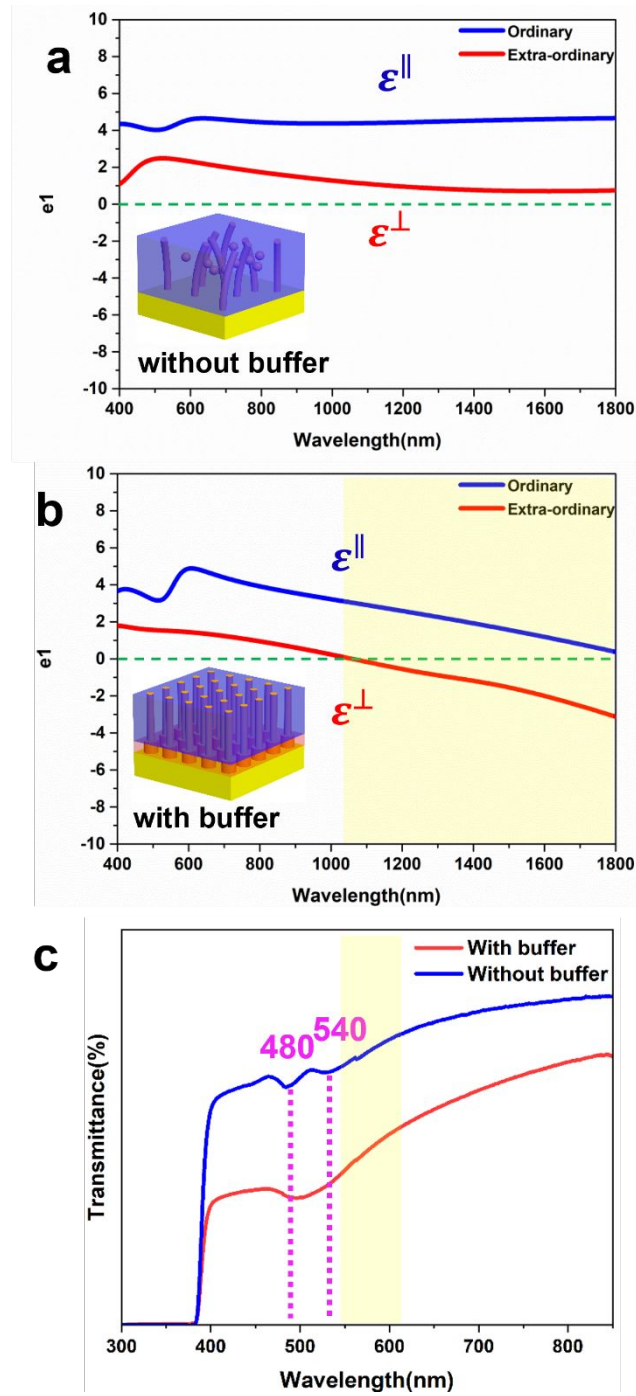 a
Ordinary
Extra-ordinary
ε∥
ε⊥
without buffer
e1
10
8
6
4
2
0
-2
-4
-6
-8
-10
400 600 800 1000 1200 1400 1600 1800
Wavelength(nm)
b
Ordinary
Extra-ordinary
ε∥
ε⊥
with buffer
e1
10
8
6
4
2
0
-2
-4
-6
-8
-10
400 600 800 1000 1200 1400 1600 1800
Wavelength(nm)
c
With buffer
Without buffer
480 540
Transmittance(%)
300 400 500 600 700 800
Wavelength(nm)